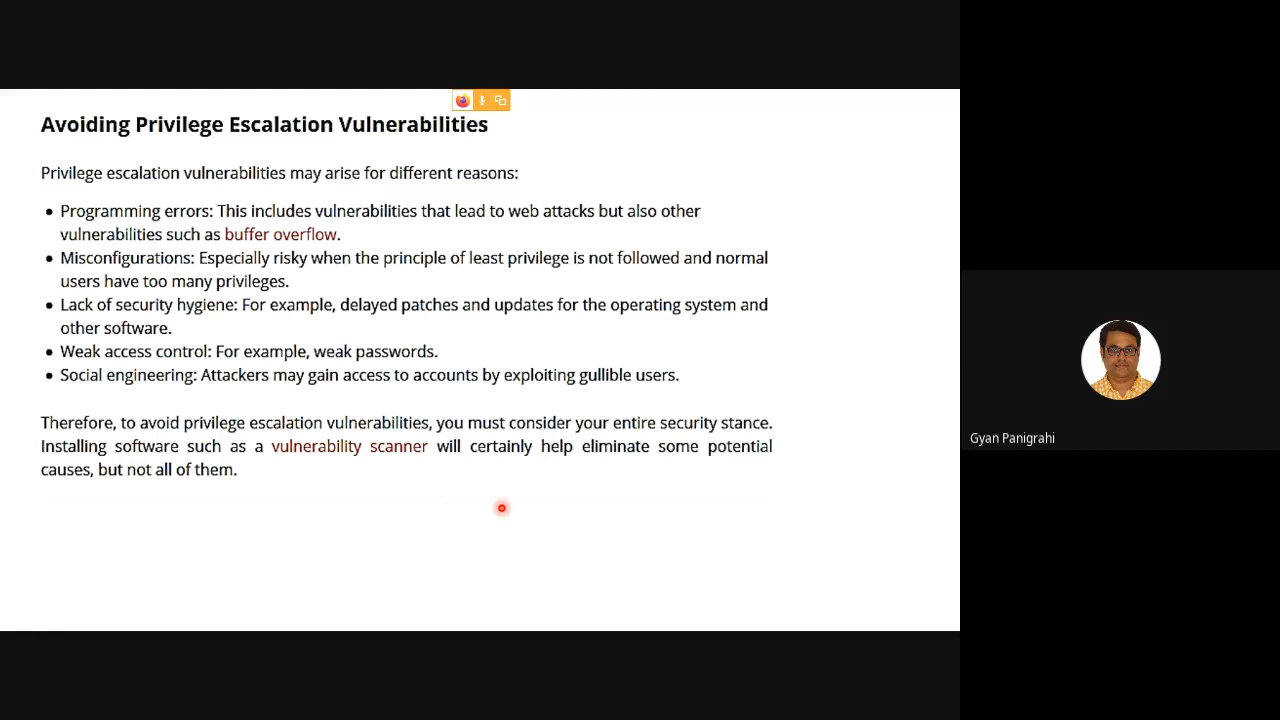 Avoiding Privilege Escalation Vulnerabilities
Privilege escalation vulnerabilities may arise for different reasons:
• Programming errors: This includes vulnerabilities that lead to web attacks but also other
vulnerabilities such as buffer overflow.
• Misconfigurations: Especially risky when the principle of least privilege is not followed and normal
users have too many privileges.
• Lack of security hygiene: For example, delayed patches and updates for the operating system and
other software.
• Weak access control: For example, weak passwords.
• Social engineering: Attackers may gain access to accounts by exploiting gullible users.
Therefore, to avoid privilege escalation vulnerabilities, you must consider your entire security stance.
Installing software such as a vulnerability scanner will certainly help eliminate some potential
causes, but not all of them.
Gyan Panigrahi